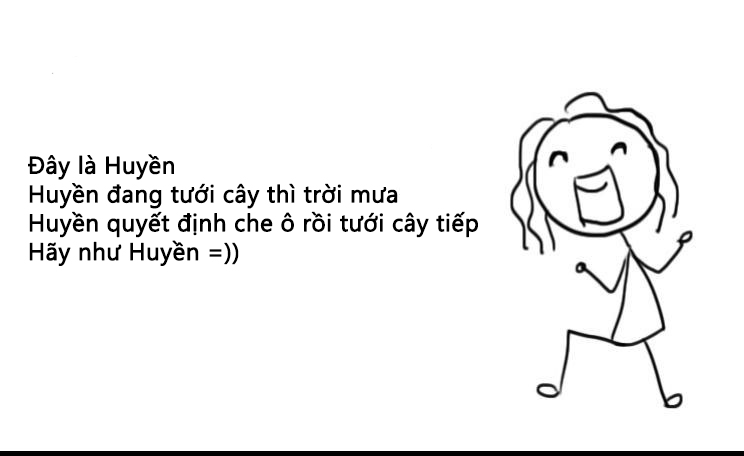 Đây là Huyền
Huyền đang tưới cây thì trời mưa
Huyền quyết định che ô rồi tưới cây tiếp
Hãy như Huyền =))